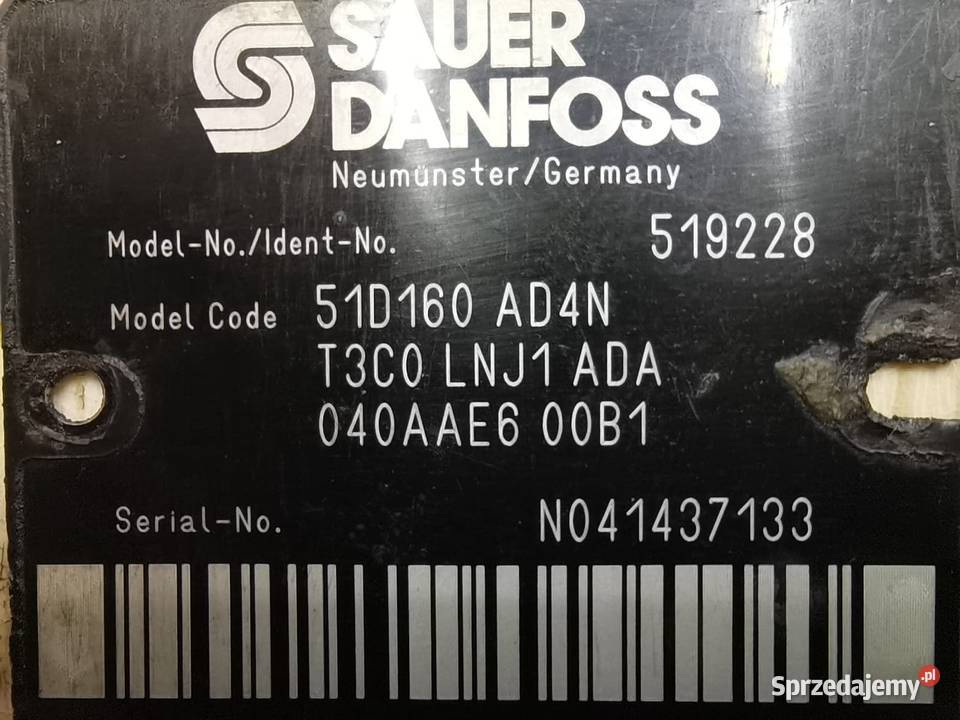 SAUER
DANFOSS
Neumünster/Germany
Model-No./Ident-No. 519228
Model Code 51D160 AD4N
T3C0 LNJ1 ADA
040AAE6 00B1
Serial-No. N041437133
Sprzedajemy.pl